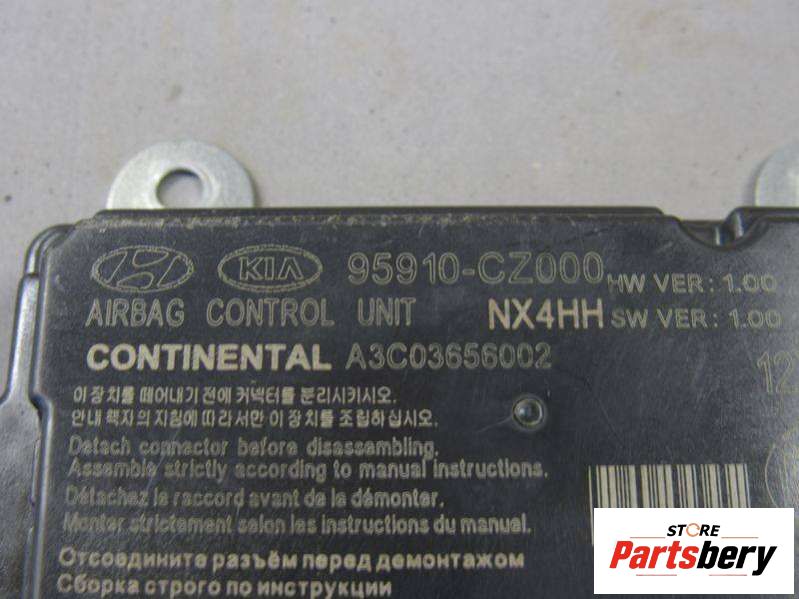 KIA 95910-CZ000 HW VER: 1.00
AIRBAG CONTROL UNIT NX4HH SW VER: 1.00
CONTINENTAL A3C03656002 12
이 장치를 떼어내기 전에 커넥터를 분리시키시오.
안내 책자의 지침에 따라서만 이 장치를 조립하십시오.
Detach connector before disassembling.
Assemble strictly according to manual instructions.
Détachez le raccord avant de le démonter.
Monter strictement selon les instructions du manuel.
Отсоедините разъём перед демонтажом
Сборка строго по инструкции
STORE
Partsbery